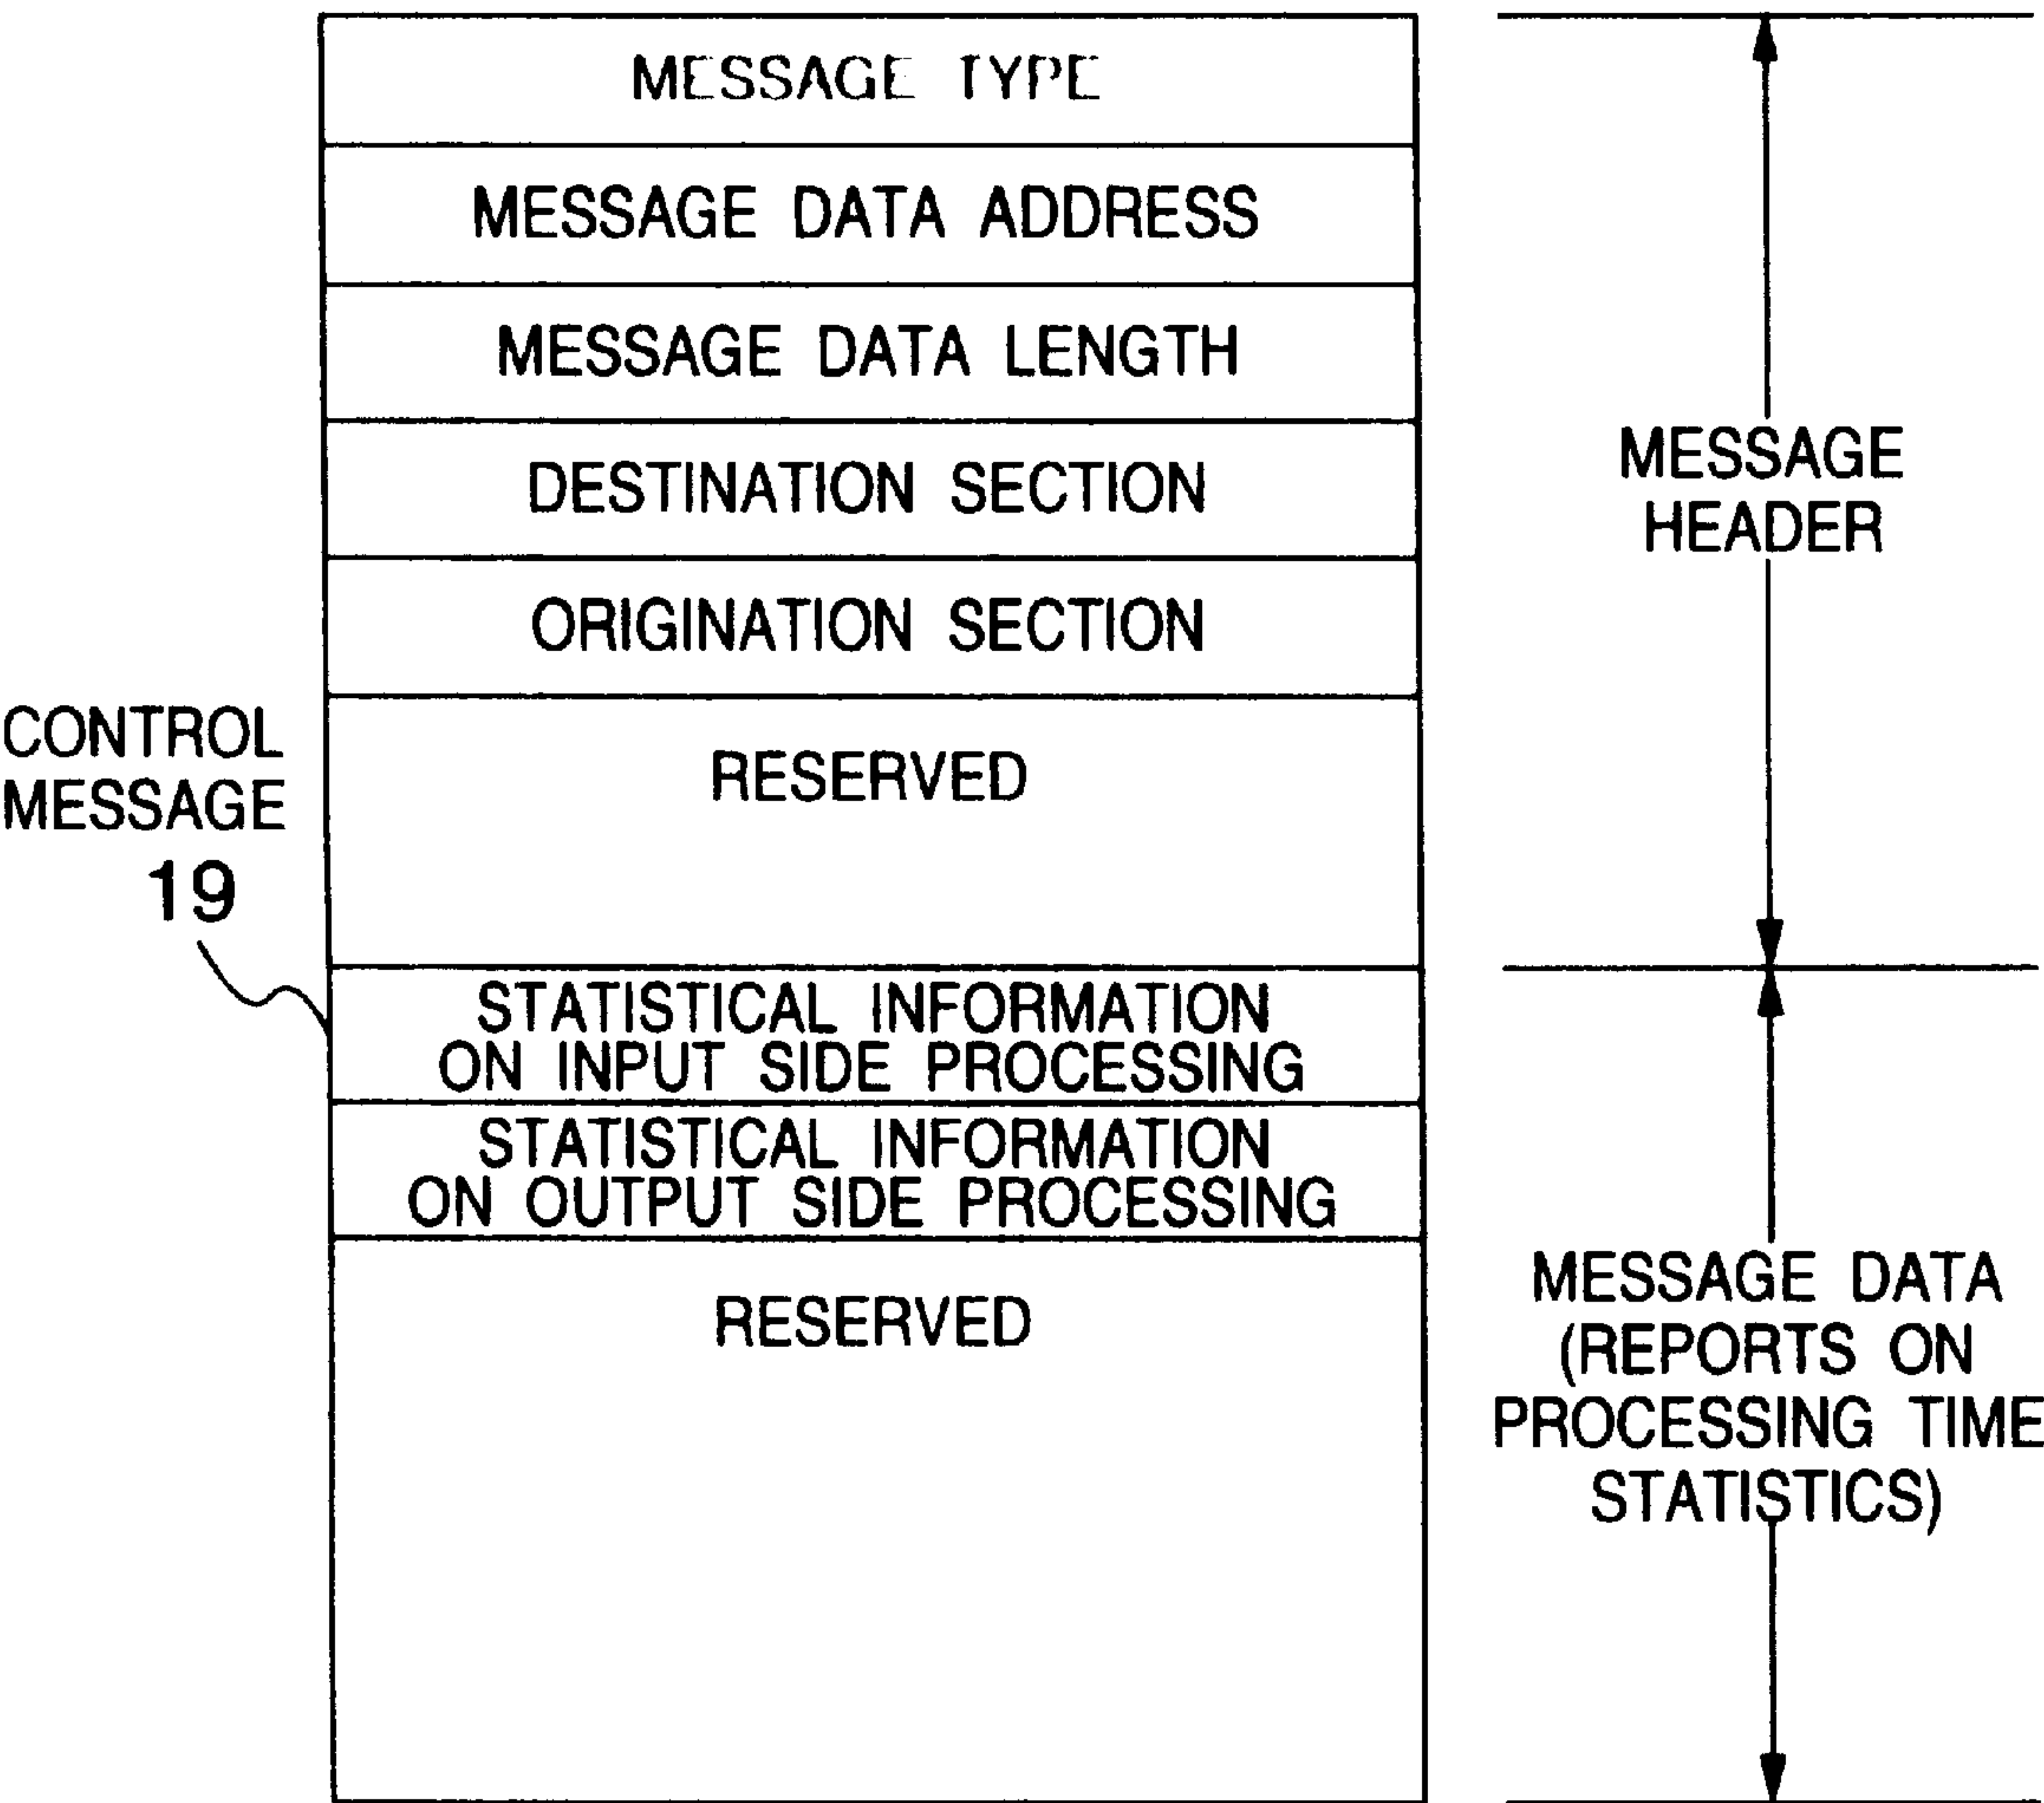 MESSAGE TYPE
MESSAGE DATA ADDRESS
MESSAGE DATA LENGTH
DESTINATION SECTION
ORIGINATION SECTION
RESERVED
STATISTICAL INFORMATION
ON INPUT SIDE PROCESSING
STATISTICAL INFORMATION
ON OUTPUT SIDE PROCESSING
RESERVED
CONTROL
MESSAGE
19
MESSAGE
HEADER
MESSAGE DATA
(REPORTS ON
PROCESSING TIME
STATISTICS)